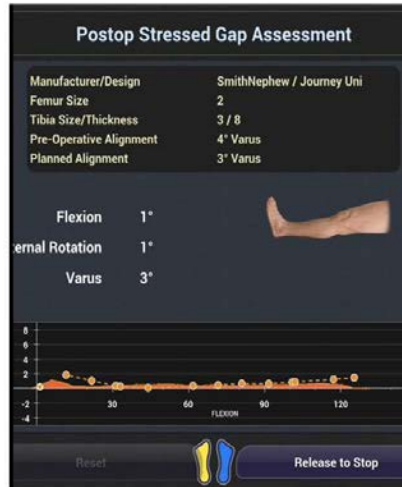 Postop Stressed Gap Assessment
Manufacturer/Design SmithNephew / Journey Uni
Femur Size 2
Tibia Size/Thickness 3 / 8
Pre-Operative Alignment 4° Varus
Planned Alignment 3° Varus
Flexion 1°
ernal Rotation 1°
Varus 3°
8
6
4
2
-2
-4
30 60 90 120
FLEXION
Reset Release to Stop